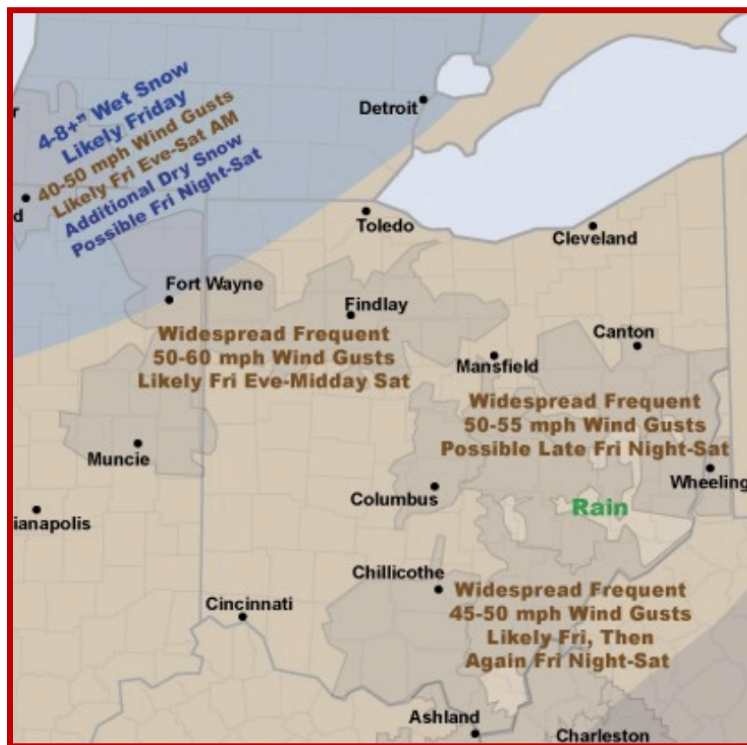 4-8+" Wet Snow
Likely Friday
40-50 mph Wind Gusts
Likely Fri Eve-Sat AM
Additional Dry Snow
Possible Fri Night-Sat
Detroit
Toledo
Cleveland
Fort Wayne
Findlay
Canton
Mansfield
Widespread Frequent
50-60 mph Wind Gusts
Likely Fri Eve-Midday Sat
Widespread Frequent
50-55 mph Wind Gusts
Possible Late Fri Night-Sat
Muncie
Wheeling
Columbus
Rain
ianapolis
Chillicothe
Cincinnati
Widespread Frequent
45-50 mph Wind Gusts
Likely Fri, Then
Again Fri Night-Sat
Ashland
Charleston